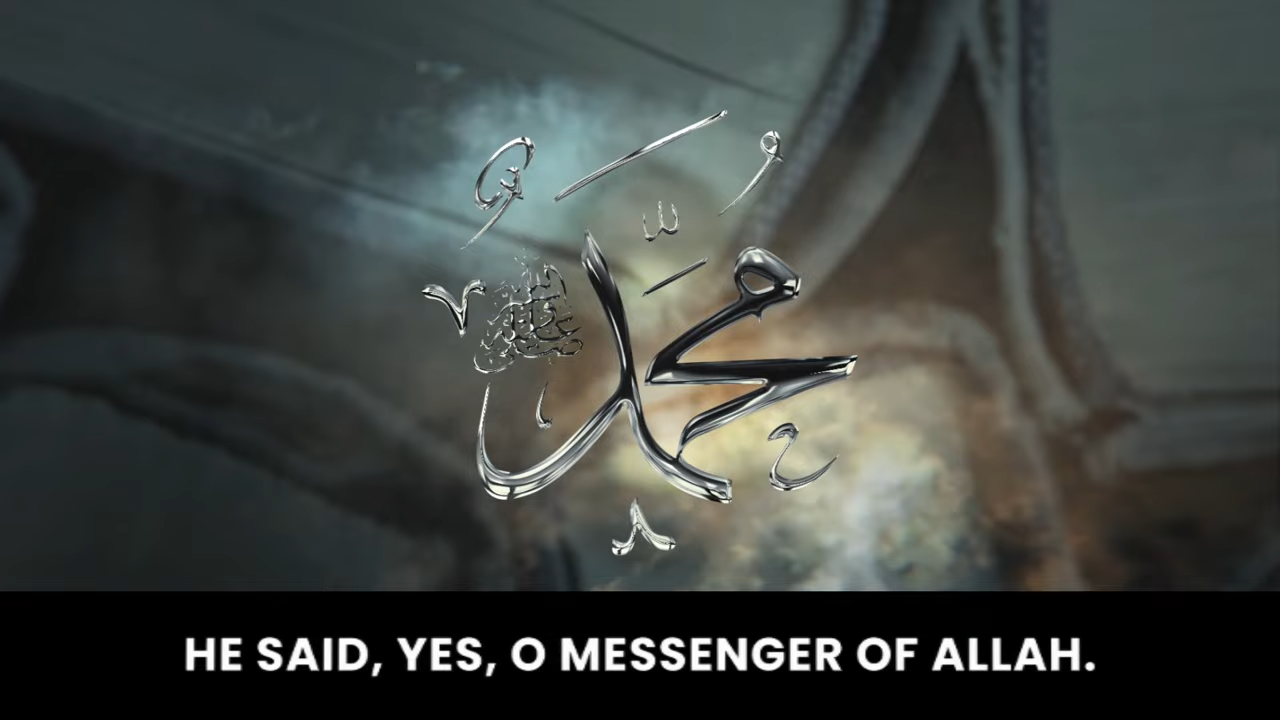 محمد
HE SAID, YES, O MESSENGER OF ALLAH.